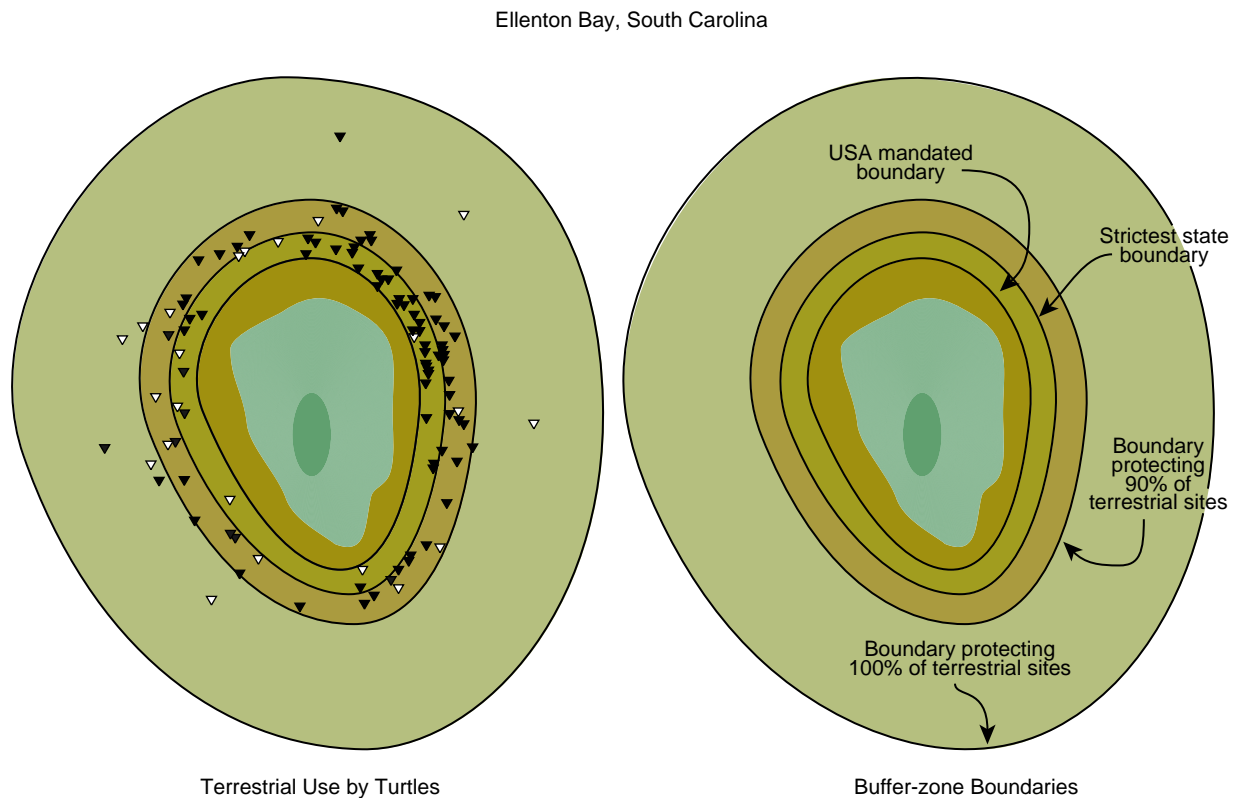 Ellenton Bay, South Carolina
USA mandated
boundary
Strictest state
boundary
Boundary
protecting
90% of
terrestrial sites
Boundary protecting
100% of terrestrial sites
Terrestrial Use by Turtles
Buffer-zone Boundaries